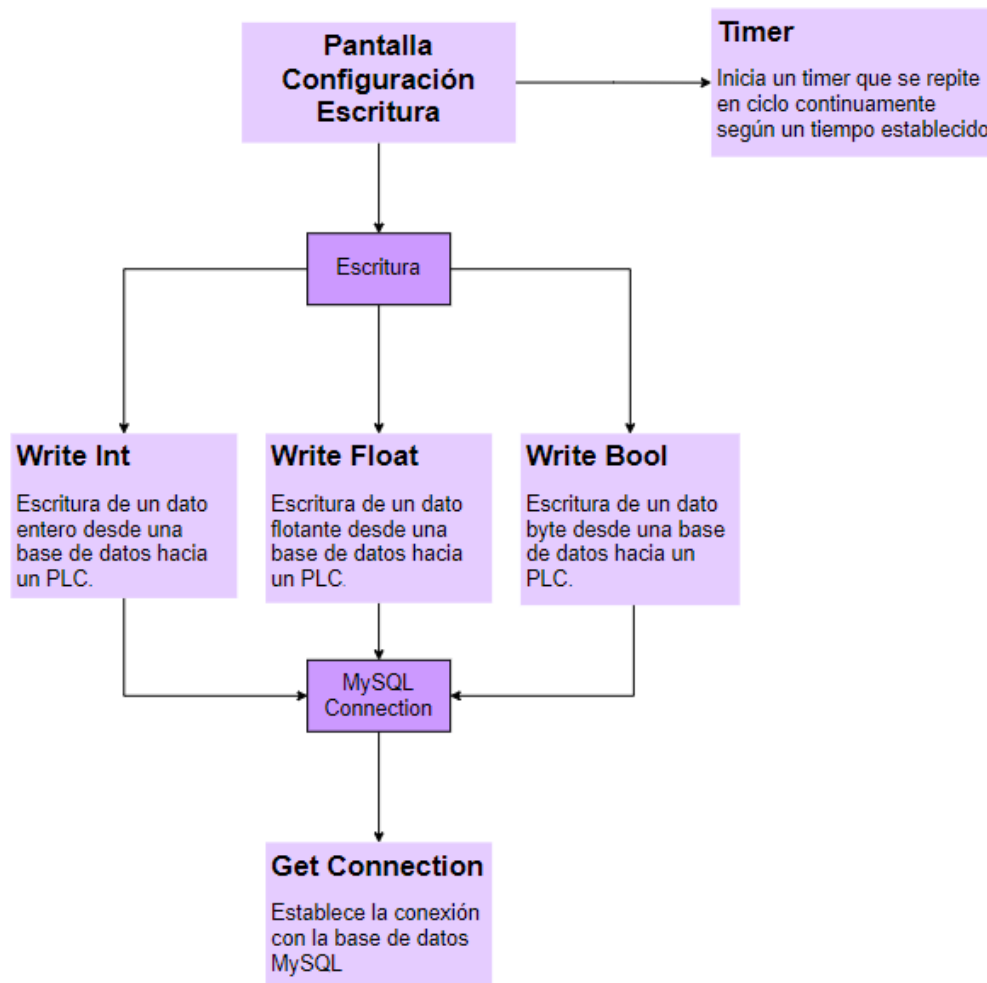 Pantalla
Configuración
Escritura
Timer
Inicia un timer que se repite
en ciclo continuamente
según un tiempo establecido
Escritura
Write Int
Escritura de un dato
entero desde una
base de datos hacia
un PLC.
Write Float
Escritura de un dato
flotante desde una
base de datos hacia
un PLC.
Write Bool
Escritura de un dato
byte desde una base
de datos hacia un
PLC.
MySQL
Connection
Get Connection
Establece la conexión
con la base de datos
MySQL